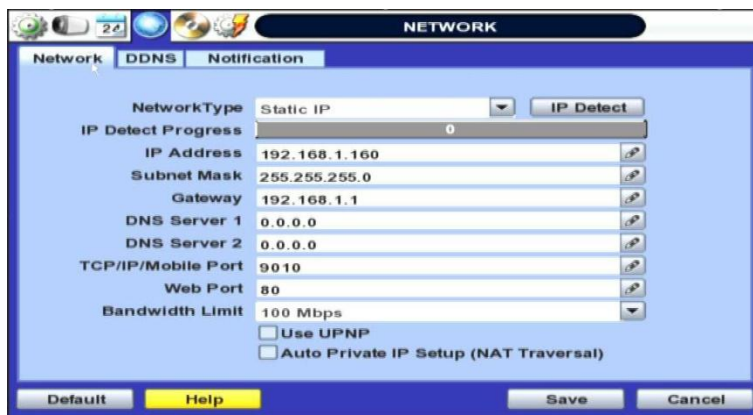 24 NETWORK
Network DDNS Notification
NetworkType Static IP IP Detect
IP Detect Progress 0
IP Address 192.168.1.160
Subnet Mask 255.255.255.0
Gateway 192.168.1.1
DNS Server 1 0.0.0.0
DNS Server 2 0.0.0.0
TCP/IP/Mobile Port 9010
Web Port 80
Bandwidth Limit 100 Mbps
Use UPNP
Auto Private IP Setup (NAT Traversal)
Default Help Save Cancel